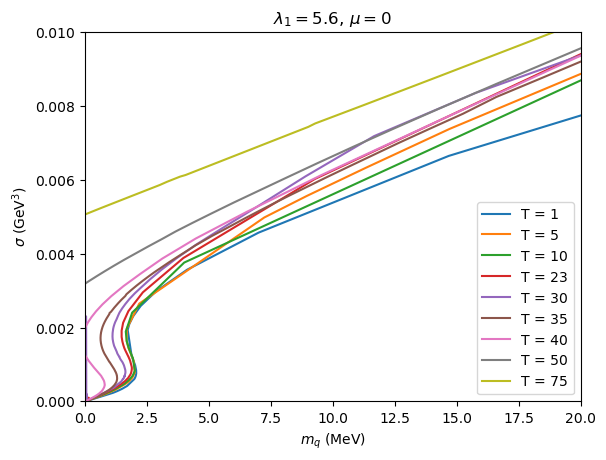 λ₁ = 5.6, μ = 0
0.010
0.008
0.006
0.004
0.002
0.000
σ (GeV³)
T = 1
T = 5
T = 10
T = 23
T = 30
T = 35
T = 40
T = 50
T = 75
0.0 2.5 5.0 7.5 10.0 12.5 15.0 17.5 20.0
m_q (MeV)